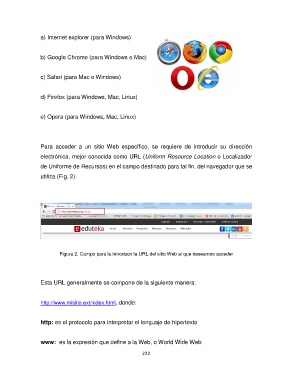 a) Internet explorer (para Windows)
b) Google Chrome (para Windows o Mac)
c) Safari (para Mac o Windows)
d) Firefox (para Windows, Mac, Linux)
e) Opera (para Windows, Mac, Linux)
Para acceder a un sitio Web específico, se requiere de introducir su dirección
electrónica, mejor conocida como URL (Uniform Resource Location o Localizador
de Uniforme de Recursos) en el campo destinado para tal fin, del navegador que se
utiliza (Fig. 2).
eduteka
Figura 2. Campo para la introducir la URL del sitio Web al que deseamos acceder
Esta URL generalmente se compone de la siguiente manera:
http://www.misitio.ext/index.html, donde:
http: es el protocolo para interpretar el lenguaje de hipertexto
www: es la expresión que define a la Web, o World Wide Web
232